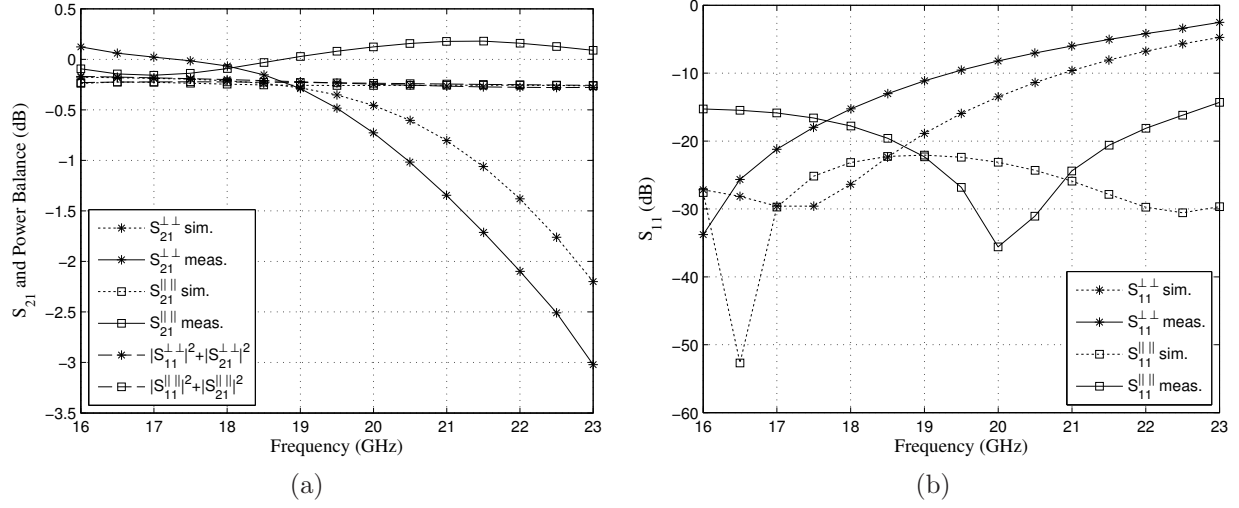 0.5
0
−0.5
−1
−1.5
−2
−2.5
−3
−3.5
S21 and Power Balance (dB)
S21⊥⊥ sim.
S21⊥⊥ meas.
S21|| || sim.
S21|| || meas.
|S11⊥⊥|²+|S21⊥⊥|²
|S11|| |||²+|S21|| |||²
16 17 18 19 20 21 22 23
Frequency (GHz)
(a)
0
−10
−20
−30
−40
−50
−60
S11 (dB)
S11⊥⊥ sim.
S11⊥⊥ meas.
S11|| || sim.
S11|| || meas.
16 17 18 19 20 21 22 23
Frequency (GHz)
(b)